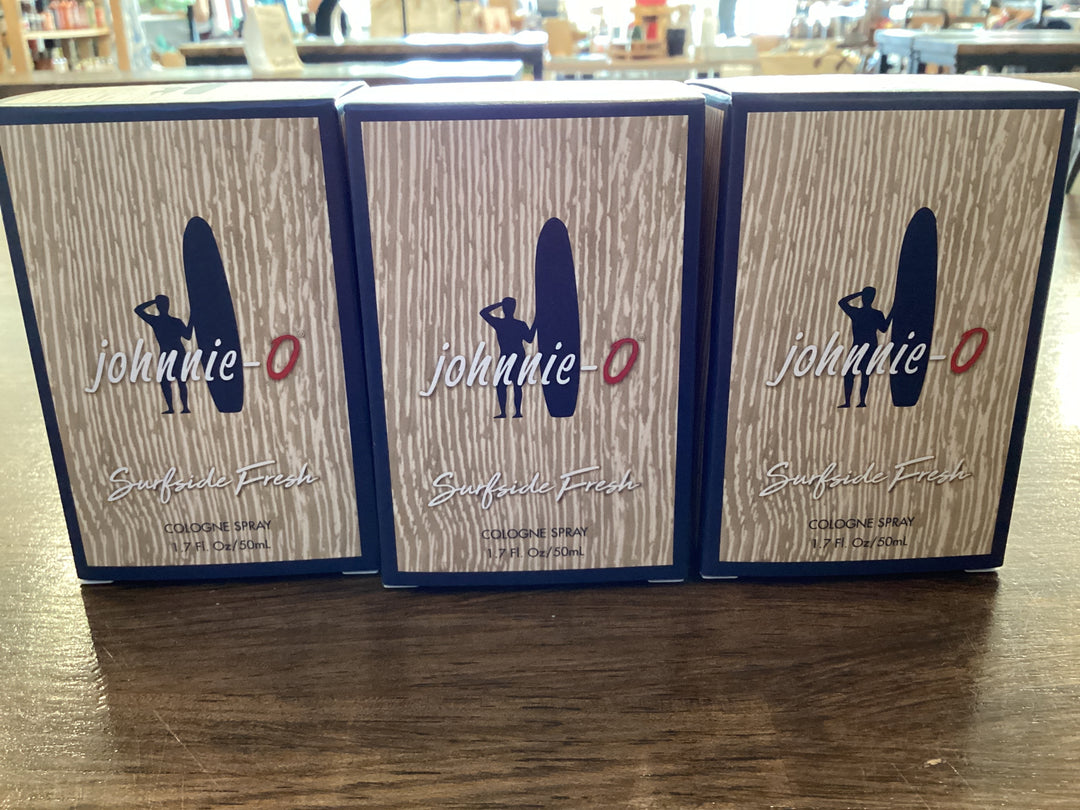 johnnie-O
Surfside Fresh
COLOGNE SPRAY
1.7 Fl. Oz/50mL
johnnie-O
Surfside Fresh
COLOGNE SPRAY
1.7 Fl. Oz/50mL
johnnie-O
Surfside Fresh
COLOGNE SPRAY
1.7 Fl. Oz/50mL